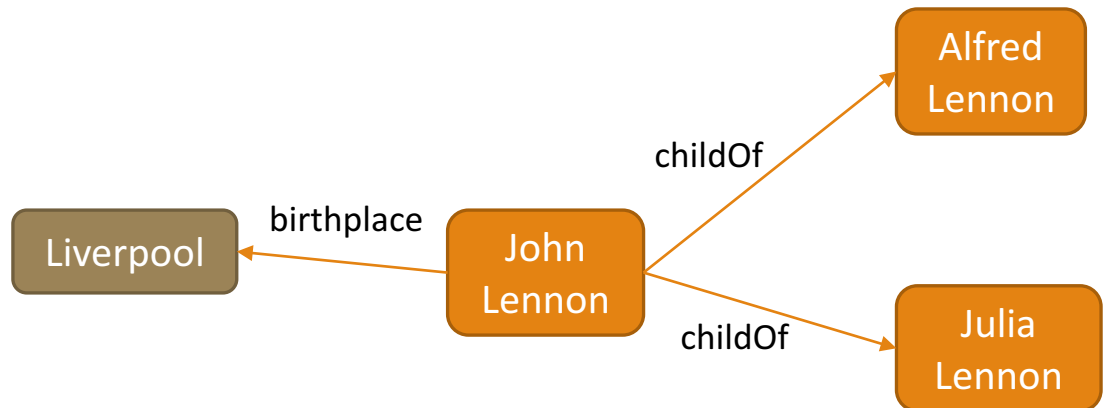 Alfred
Lennon
childOf
birthplace
Liverpool
John
Lennon
childOf
Julia
Lennon